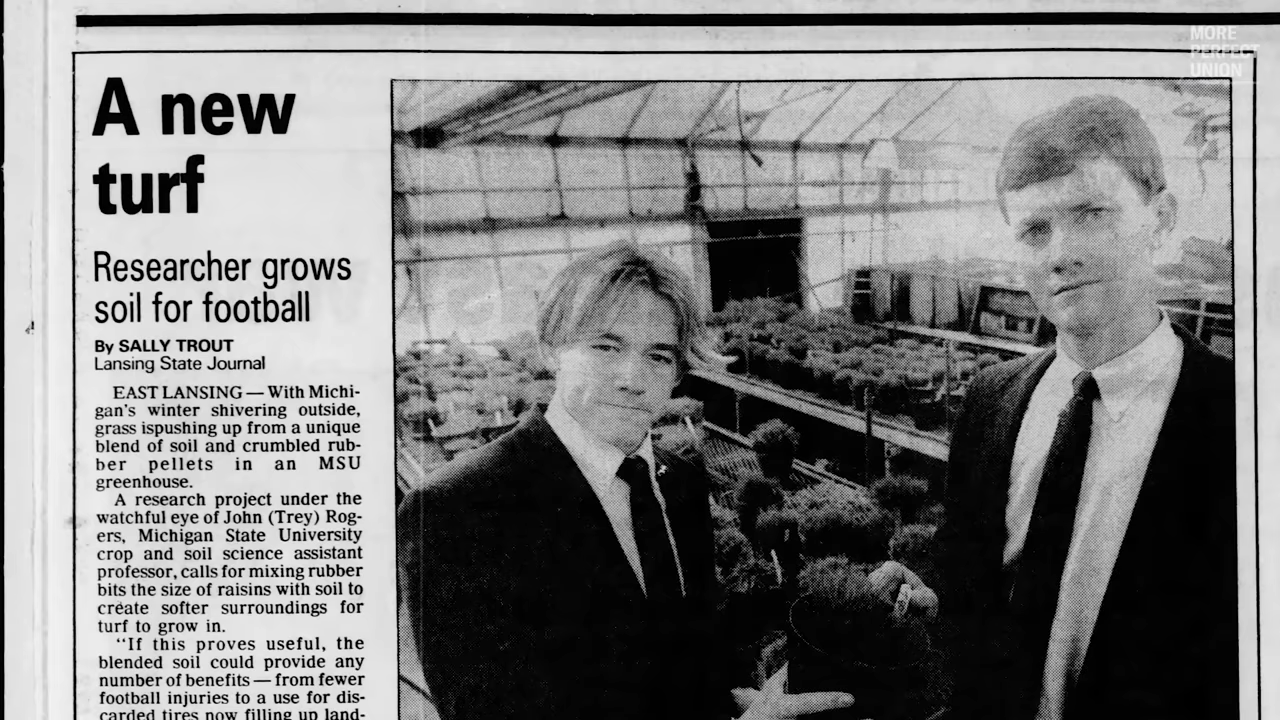 MORE
PERFECT
UNION
A new
turf
Researcher grows
soil for football
By SALLY TROUT
Lansing State Journal
EAST LANSING — With Michi-
gan's winter shivering outside,
grass ispushing up from a unique
blend of soil and crumbled rub-
ber pellets in an MSU
greenhouse.
A research project under the
watchful eye of John (Trey) Rog-
ers, Michigan State University
crop and soil science assistant
professor, calls for mixing rubber
bits the size of raisins with soil to
create softer surroundings for
turf to grow in.
"If this proves useful, the
blended soil could provide any
number of benefits — from fewer
football injuries to a use for dis-
carded tires now filling up land-